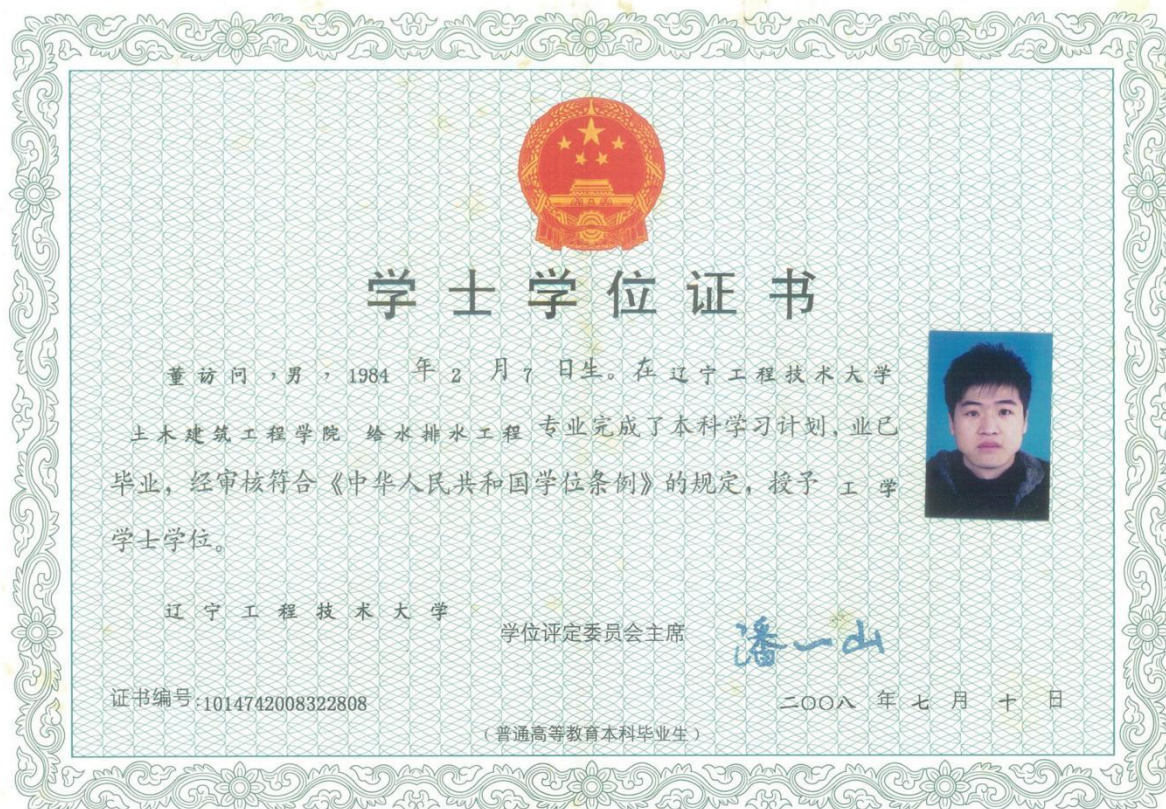 学士学位证书
董访问,男,1984 年 2 月 7 日生。在 辽宁工程技术大学
土木建筑工程学院 给水排水工程 专业完成了本科学习计划,业已
毕业,经审核符合《中华人民共和国学位条例》的规定,授予 工 学
学士学位。
辽宁工程技术大学
学位评定委员会主席 潘一山
证书编号:1014742008322808
二〇〇八 年 七 月 十 日
(普通高等教育本科毕业生)